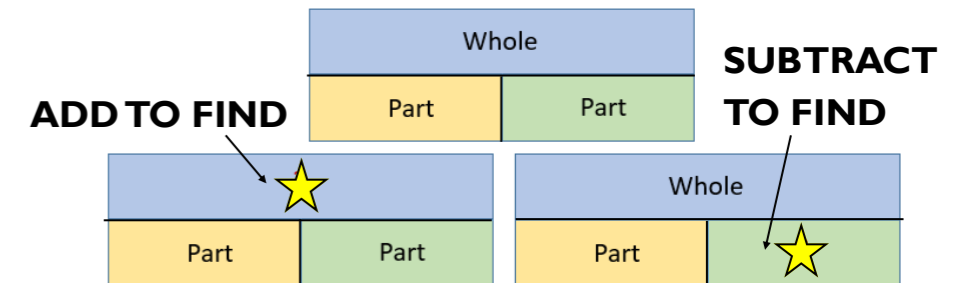 Whole
Part Part
ADD TO FIND
SUBTRACT
TO FIND
Part Part
Whole
Part